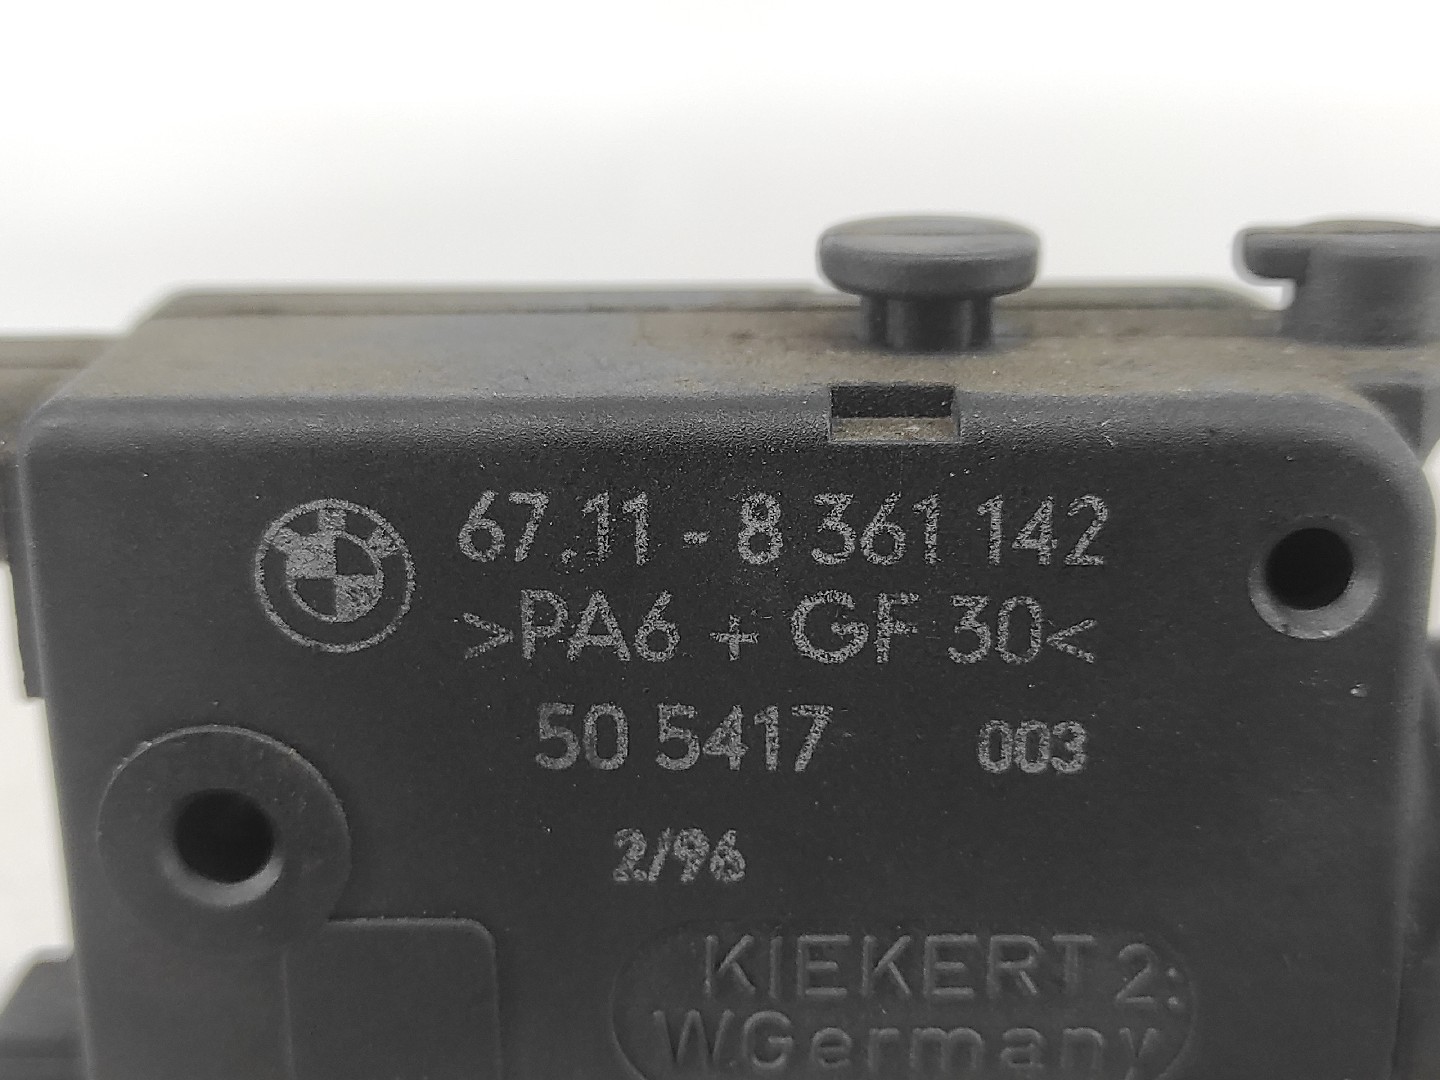 67.11 - 8 361 142
>PA6 + GF 30<
50 5417 003
2/96
KIEKERT 2:
W.Germany